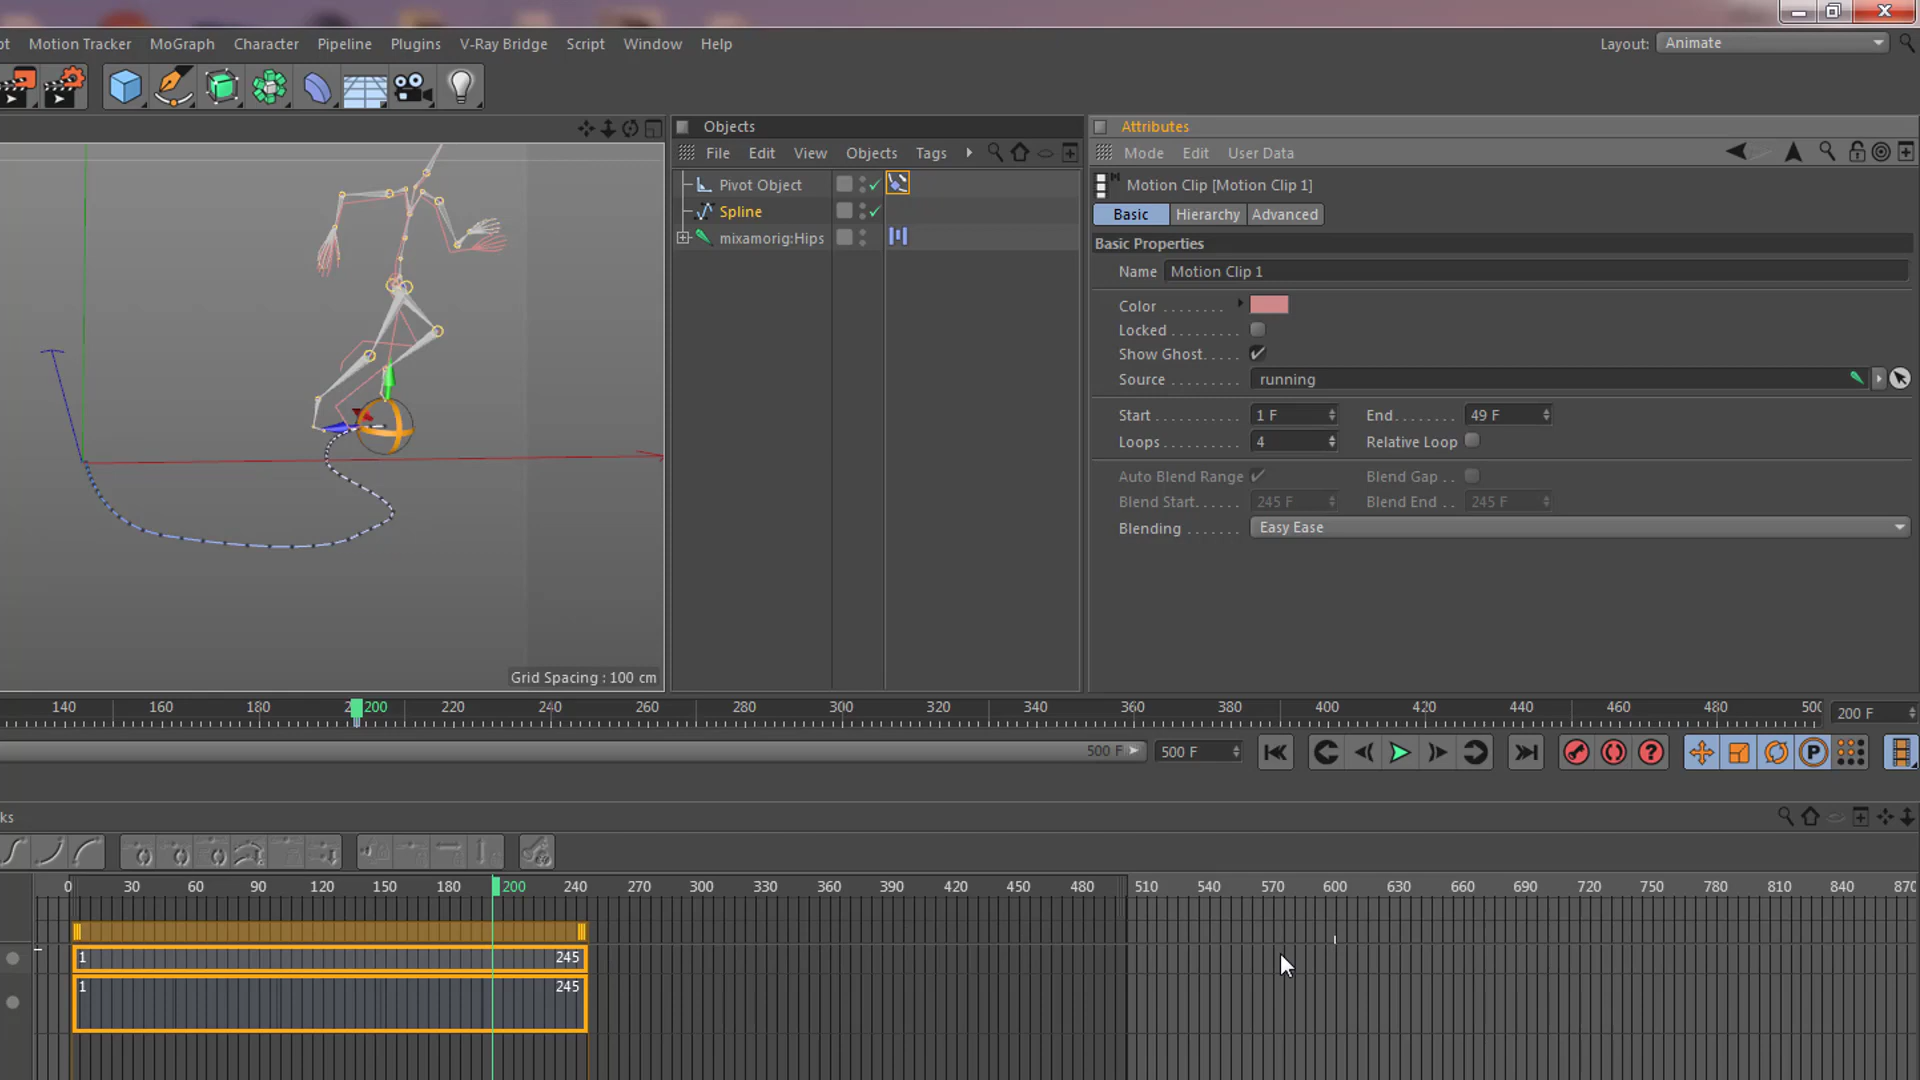 ot Motion Tracker MoGraph Character Pipeline Plugins V-Ray Bridge Script Window Help Layout: Animate
Objects
File Edit View Objects Tags
Pivot Object
Spline
mixamorig:Hips
Grid Spacing : 100 cm
Attributes
Mode Edit User Data
Motion Clip [Motion Clip 1]
Basic Hierarchy Advanced
Basic Properties
Name Motion Clip 1
Color
Locked
Show Ghost
Source running
Start 1 F End 49 F
Loops 4 Relative Loop
Auto Blend Range Blend Gap
Blend Start 245 F Blend End 245 F
Blending Easy Ease
140 160 180 200 220 240 260 280 300 320 340 360 380 400 420 440 460 480 500 200 F
500 F 500 F P
ks
0 30 60 90 120 150 180 200 240 270 300 330 360 390 420 450 480 510 540 570 600 630 660 690 720 750 780 810 840 870
1 245
1 245